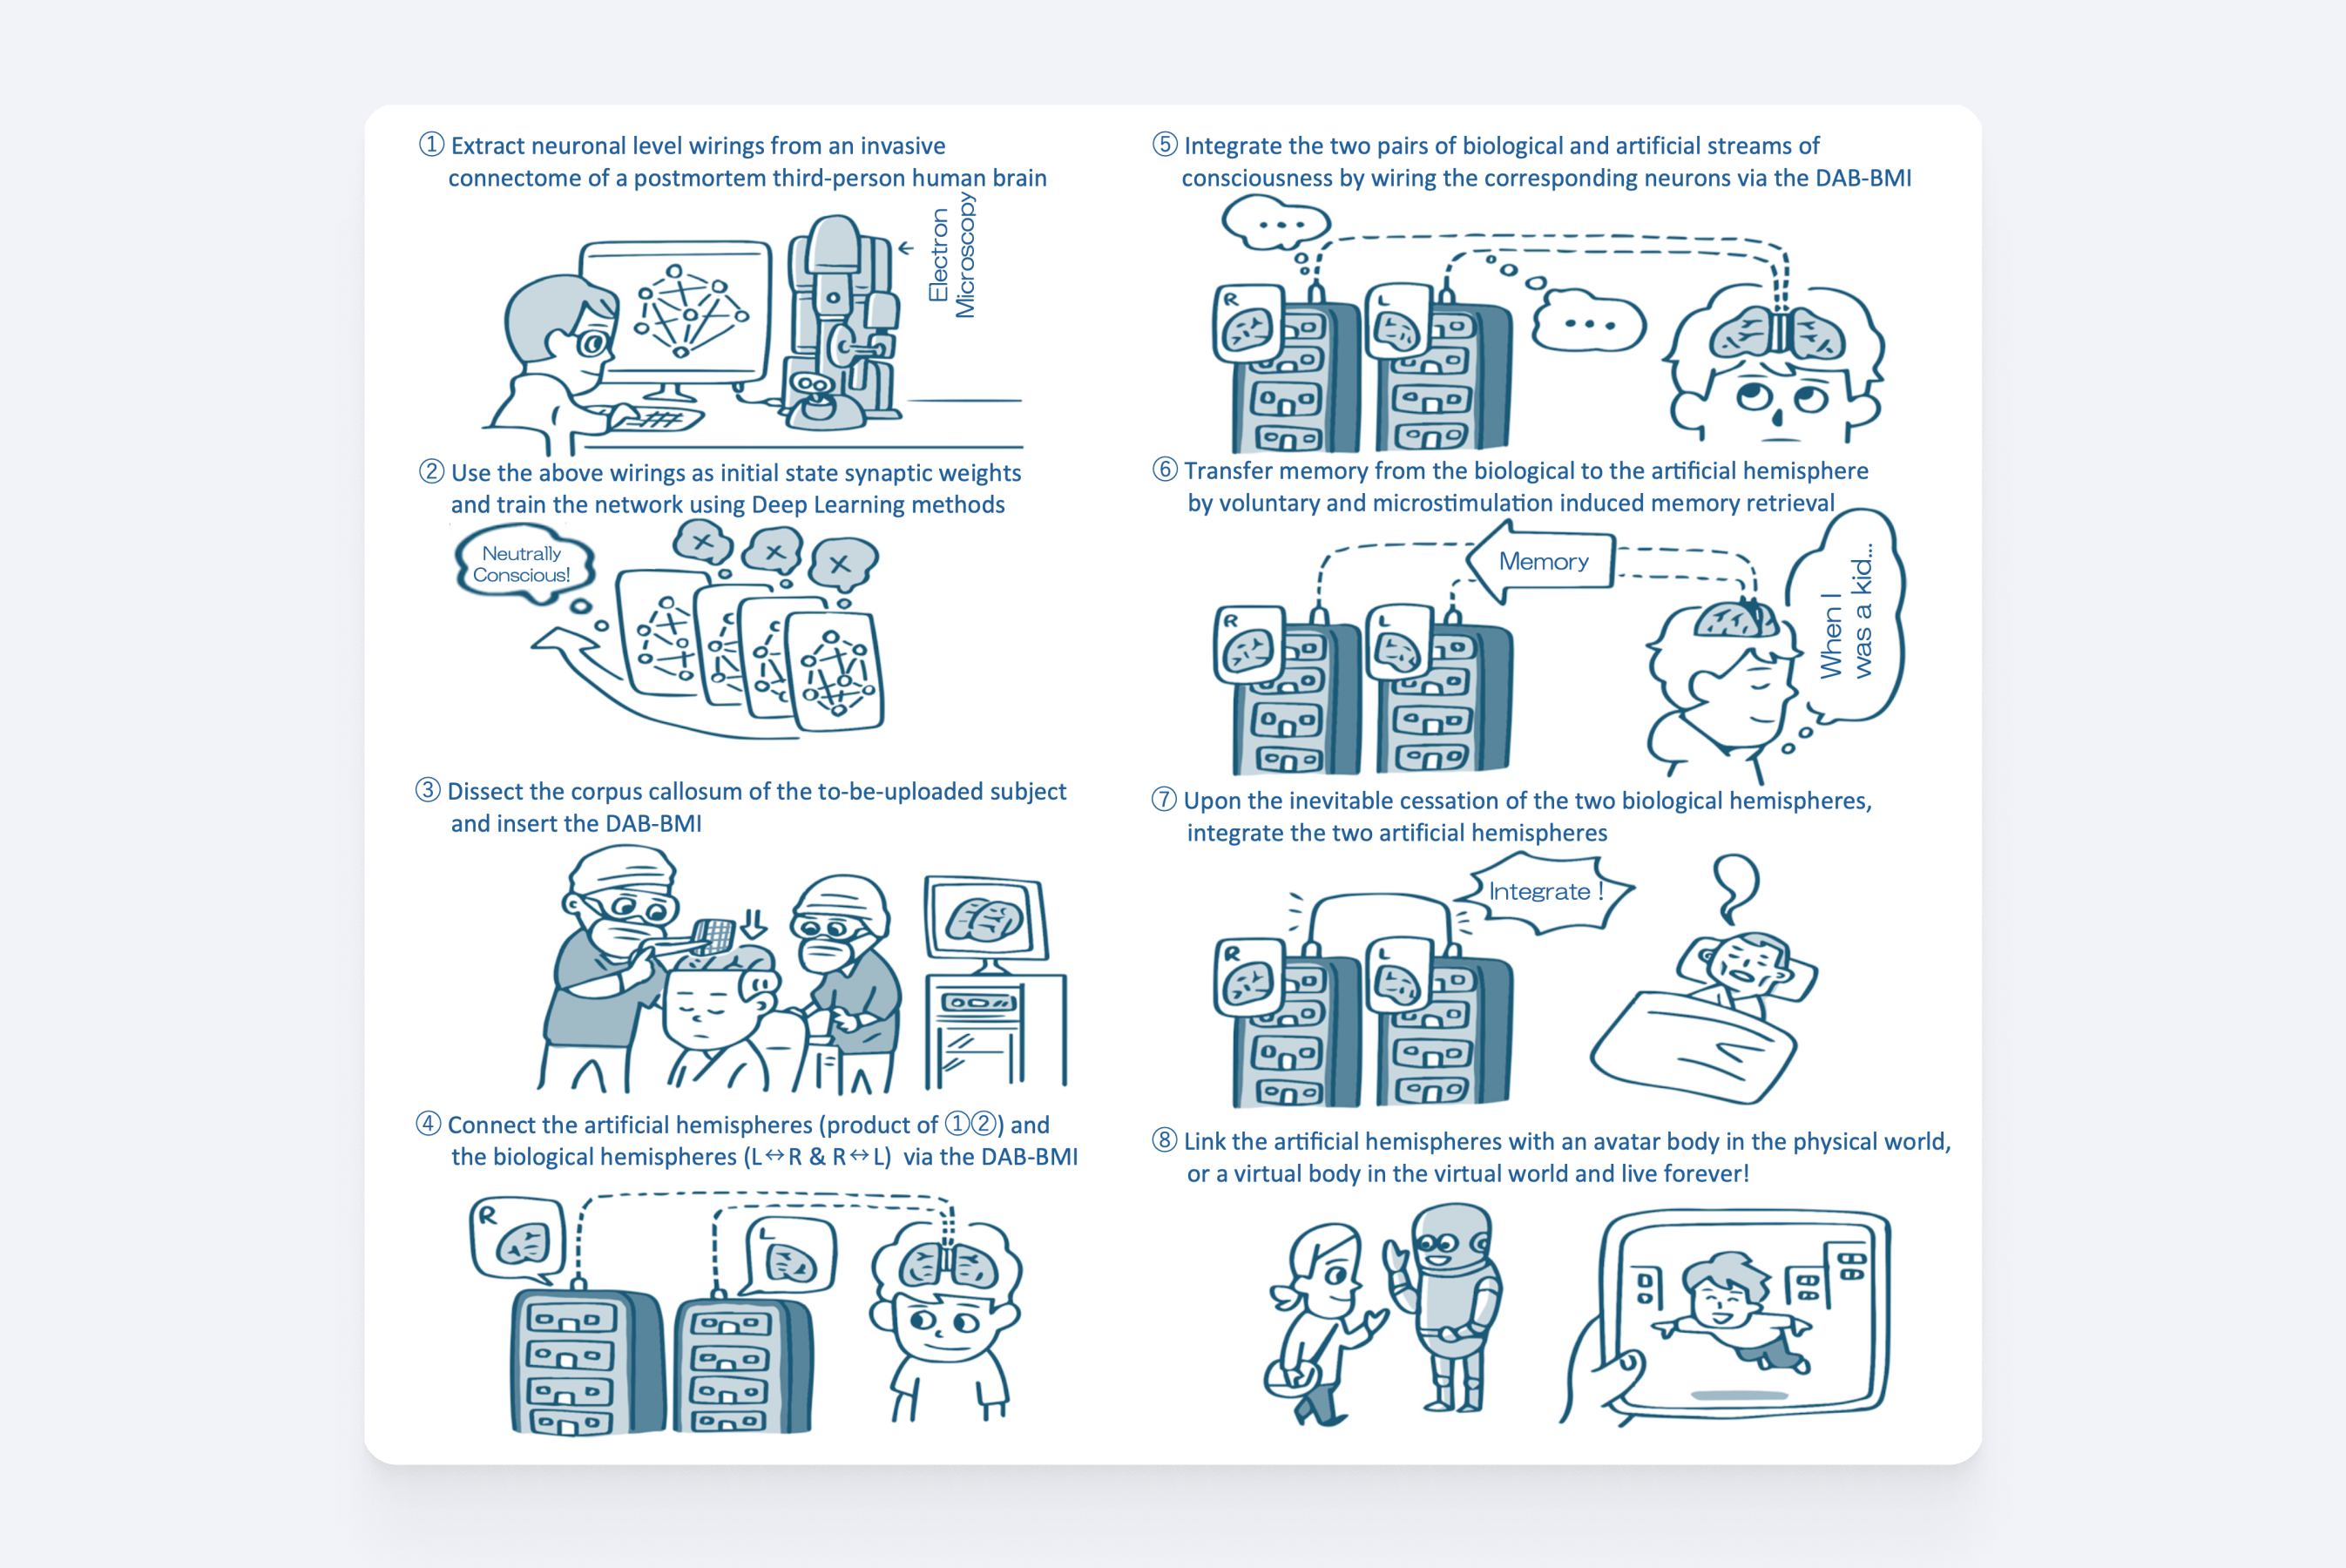 ① Extract neuronal level wirings from an invasive
connectome of a postmortem third-person human brain
Electron
Microscopy
② Use the above wirings as initial state synaptic weights
and train the network using Deep Learning methods
Neutrally
Conscious!
③ Dissect the corpus callosum of the to-be-uploaded subject
and insert the DAB-BMI
④ Connect the artificial hemispheres (product of ①②) and
the biological hemispheres (L↔R & R↔L) via the DAB-BMI
R
L
⑤ Integrate the two pairs of biological and artificial streams of
consciousness by wiring the corresponding neurons via the DAB-BMI
R
L
⑥ Transfer memory from the biological to the artificial hemisphere
by voluntary and microstimulation induced memory retrieval
Memory
When I
was a kid...
R
L
⑦ Upon the inevitable cessation of the two biological hemispheres,
integrate the two artificial hemispheres
Integrate !
R
L
⑧ Link the artificial hemispheres with an avatar body in the physical world,
or a virtual body in the virtual world and live forever!